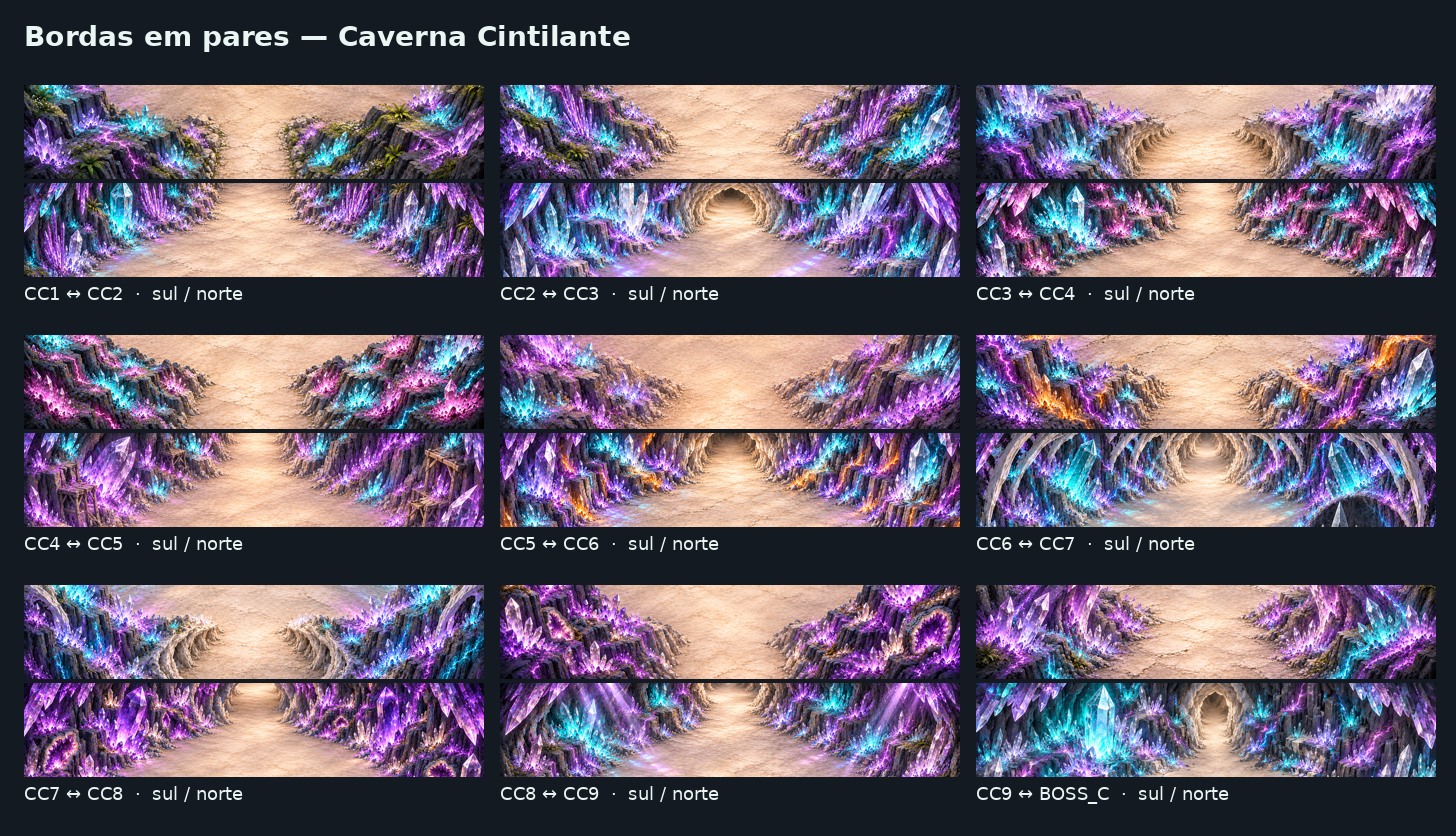 Bordas em pares — Caverna Cintilante
CC1 ↔ CC2 · sul / norte
CC2 ↔ CC3 · sul / norte
CC3 ↔ CC4 · sul / norte
CC4 ↔ CC5 · sul / norte
CC5 ↔ CC6 · sul / norte
CC6 ↔ CC7 · sul / norte
CC7 ↔ CC8 · sul / norte
CC8 ↔ CC9 · sul / norte
CC9 ↔ BOSS_C · sul / norte